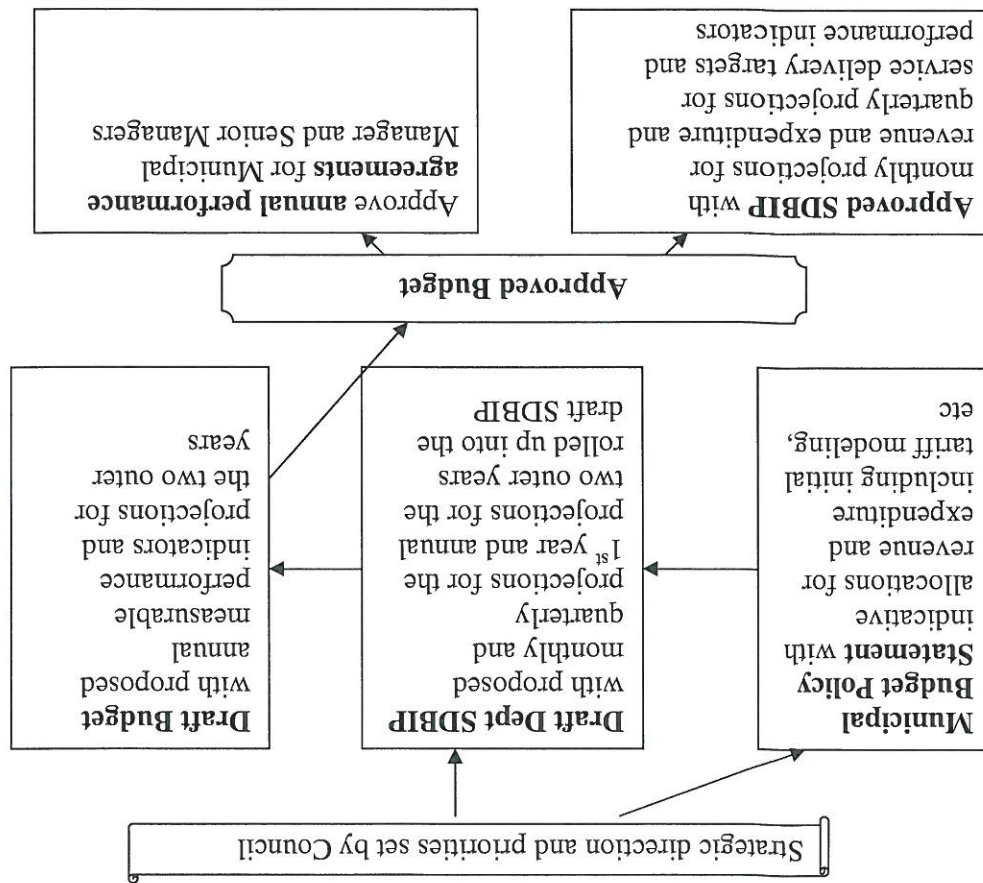 Strategic direction and priorities set by Council
Municipal
Budget Policy
Statement with
indicative
allocations for
revenue and
expenditure
including initial
tariff modeling,
etc
Draft Dept SDBIP
with proposed
monthly and
quarterly
projections for the
1st year and annual
projections for the
two outer years
rolled up into the
draft SDBIP
Draft Budget
with proposed
annual
measurable
performance
indicators and
projections for
the two outer
years
Approved Budget
Approved SDBIP with
monthly projections for
revenue and expenditure and
quarterly projections for
service delivery targets and
performance indicators
Approve annual performance
agreements for Municipal
Manager and Senior Managers